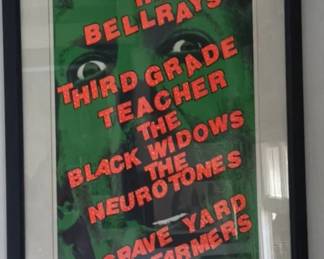 BELLRAYS
THIRD GRADE
TEACHER
THE
BLACK WIDOWS
THE
NEUROTONES
GRAVE YARD
FARMERS